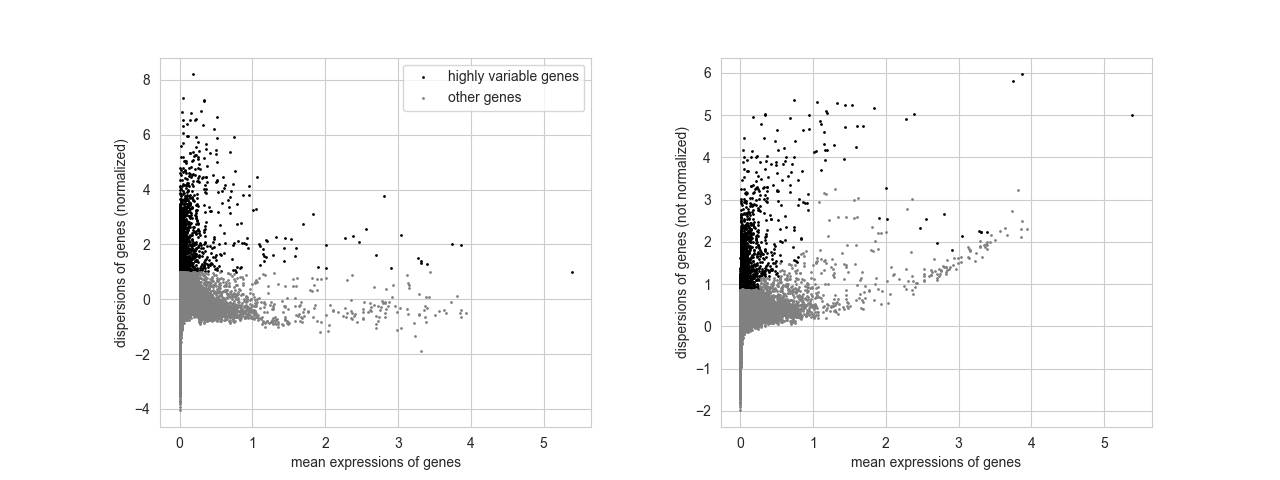 dispersions of genes (normalized)
8
6
4
2
0
−2
−4
0 1 2 3 4 5
mean expressions of genes
highly variable genes
other genes
dispersions of genes (not normalized)
6
5
4
3
2
1
0
−1
−2
0 1 2 3 4 5
mean expressions of genes